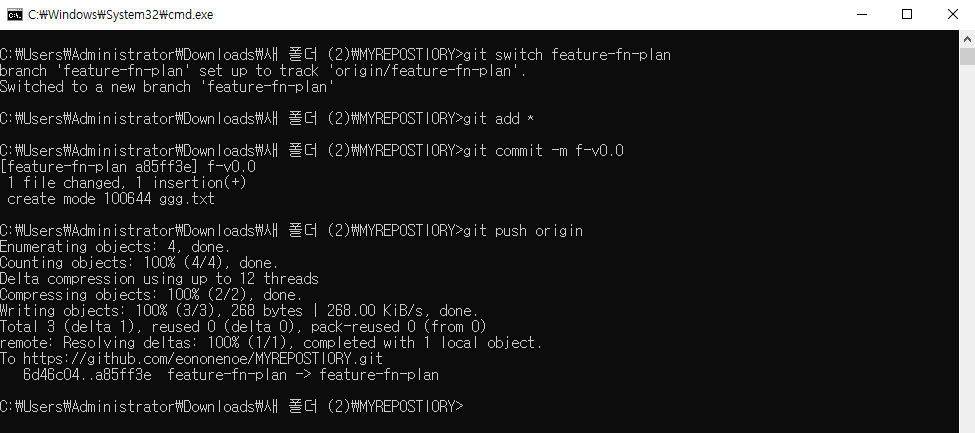 C:₩Windows₩System32₩cmd.exe
C:₩Users₩Administrator₩Downloads₩새 폴더 (2)₩MYREPOSTIORY>git switch feature-fn-plan
branch 'feature-fn-plan' set up to track 'origin/feature-fn-plan'.
Switched to a new branch 'feature-fn-plan'
C:₩Users₩Administrator₩Downloads₩새 폴더 (2)₩MYREPOSTIORY>git add *
C:₩Users₩Administrator₩Downloads₩새 폴더 (2)₩MYREPOSTIORY>git commit -m f-v0.0
[feature-fn-plan a85ff3e] f-v0.0
 1 file changed, 1 insertion(+)
 create mode 100644 ggg.txt
C:₩Users₩Administrator₩Downloads₩새 폴더 (2)₩MYREPOSTIORY>git push origin
Enumerating objects: 4, done.
Counting objects: 100% (4/4), done.
Delta compression using up to 12 threads
Compressing objects: 100% (2/2), done.
Writing objects: 100% (3/3), 268 bytes | 268.00 KiB/s, done.
Total 3 (delta 1), reused 0 (delta 0), pack-reused 0 (from 0)
remote: Resolving deltas: 100% (1/1), completed with 1 local object.
To https://github.com/eononenoe/MYREPOSTIORY.git
   6d46c04..a85ff3e  feature-fn-plan -> feature-fn-plan
C:₩Users₩Administrator₩Downloads₩새 폴더 (2)₩MYREPOSTIORY>